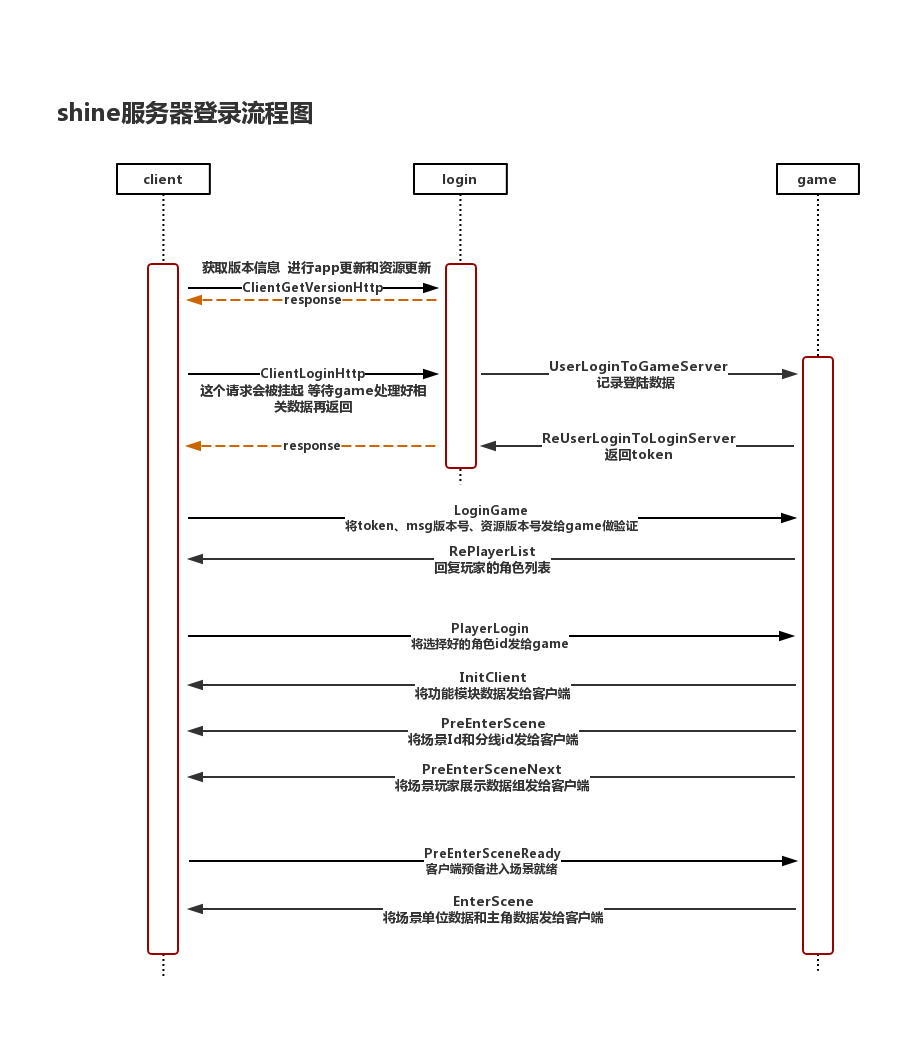 shine服务器登录流程图
client
login
game
获取版本信息 进行app更新和资源更新
ClientGetVersionHttp
response
ClientLoginHttp
这个请求会被挂起 等待game处理好相
关数据再返回
UserLoginToGameServer
记录登陆数据
response
ReUserLoginToLoginServer
返回token
LoginGame
将token、msg版本号、资源版本号发给game做验证
RePlayerList
回复玩家的角色列表
PlayerLogin
将选择好的角色id发给game
InitClient
将功能模块数据发给客户端
PreEnterScene
将场景Id和分线id发给客户端
PreEnterSceneNext
将场景玩家展示数据组发给客户端
PreEnterSceneReady
客户端预备进入场景就绪
EnterScene
将场景单位数据和主角数据发给客户端